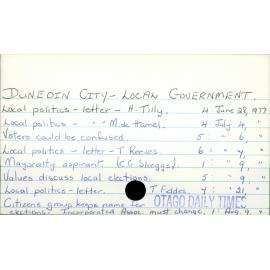 DUNEDIN CITY - LOCAL GOVERNMENT.
Local politics - letter - H. Tilly. 4 June 28, 1977
Local politics - " - M. de Hamel. 4 : July 4, "
Voters could be confused. 5 : " 6, "
Local politics - letter - T. Reeves. 6 : " 7, "
Mayoralty aspirant. (C.G. Skeggs). 1 : " 9, "
Values discuss local elections. 5 : " 9, "
Local politics - letter. T. Fiddes. 4 : " 21, "
OTAGO DAILY TIMES
Citizens group keeps name for
elections. Incorporated Assoc. must change. 1 : Aug. 9, "